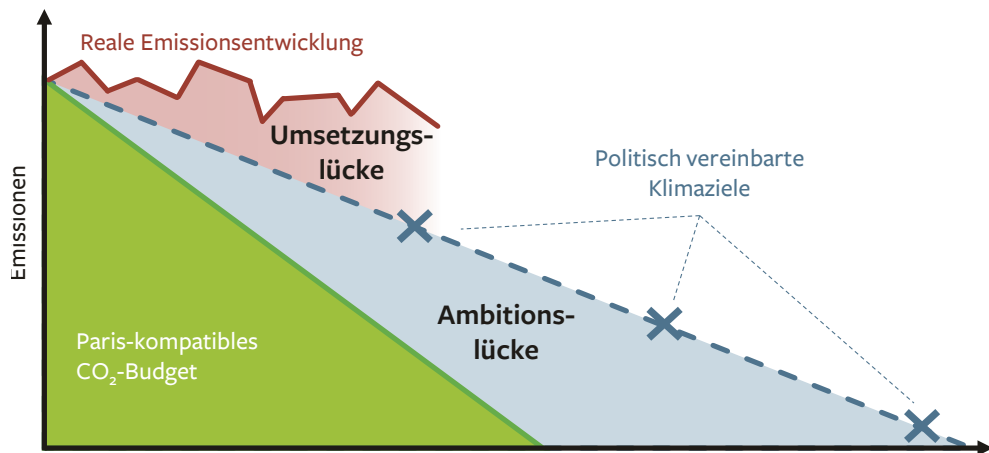 Reale Emissionsentwicklung
Umsetzungs-
lücke
Politisch vereinbarte
Klimaziele
Emissionen
Ambitions-
lücke
Paris-kompatibles
CO₂-Budget